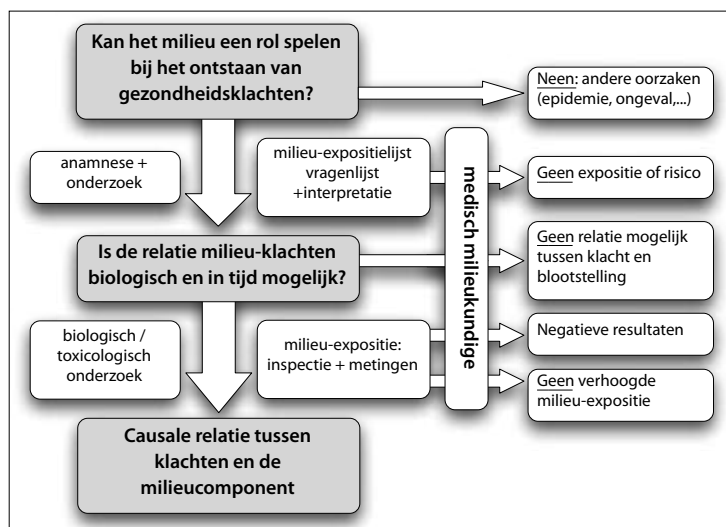 Kan het milieu een rol spelen
bij het ontstaan van
gezondheidsklachten?
Neen: andere oorzaken
(epidemie, ongeval,...)
anamnese +
onderzoek
milieu-expositielijst
vragenlijst
+interpretatie
medisch milieukundige
Geen expositie of risico
Is de relatie milieu-klachten
biologisch en in tijd mogelijk?
Geen relatie mogelijk
tussen klacht en
blootstelling
biologisch /
toxicologisch
onderzoek
milieu-expositie:
inspectie + metingen
Negatieve resultaten
Geen verhoogde
milieu-expositie
Causale relatie tussen
klachten en de
milieucomponent